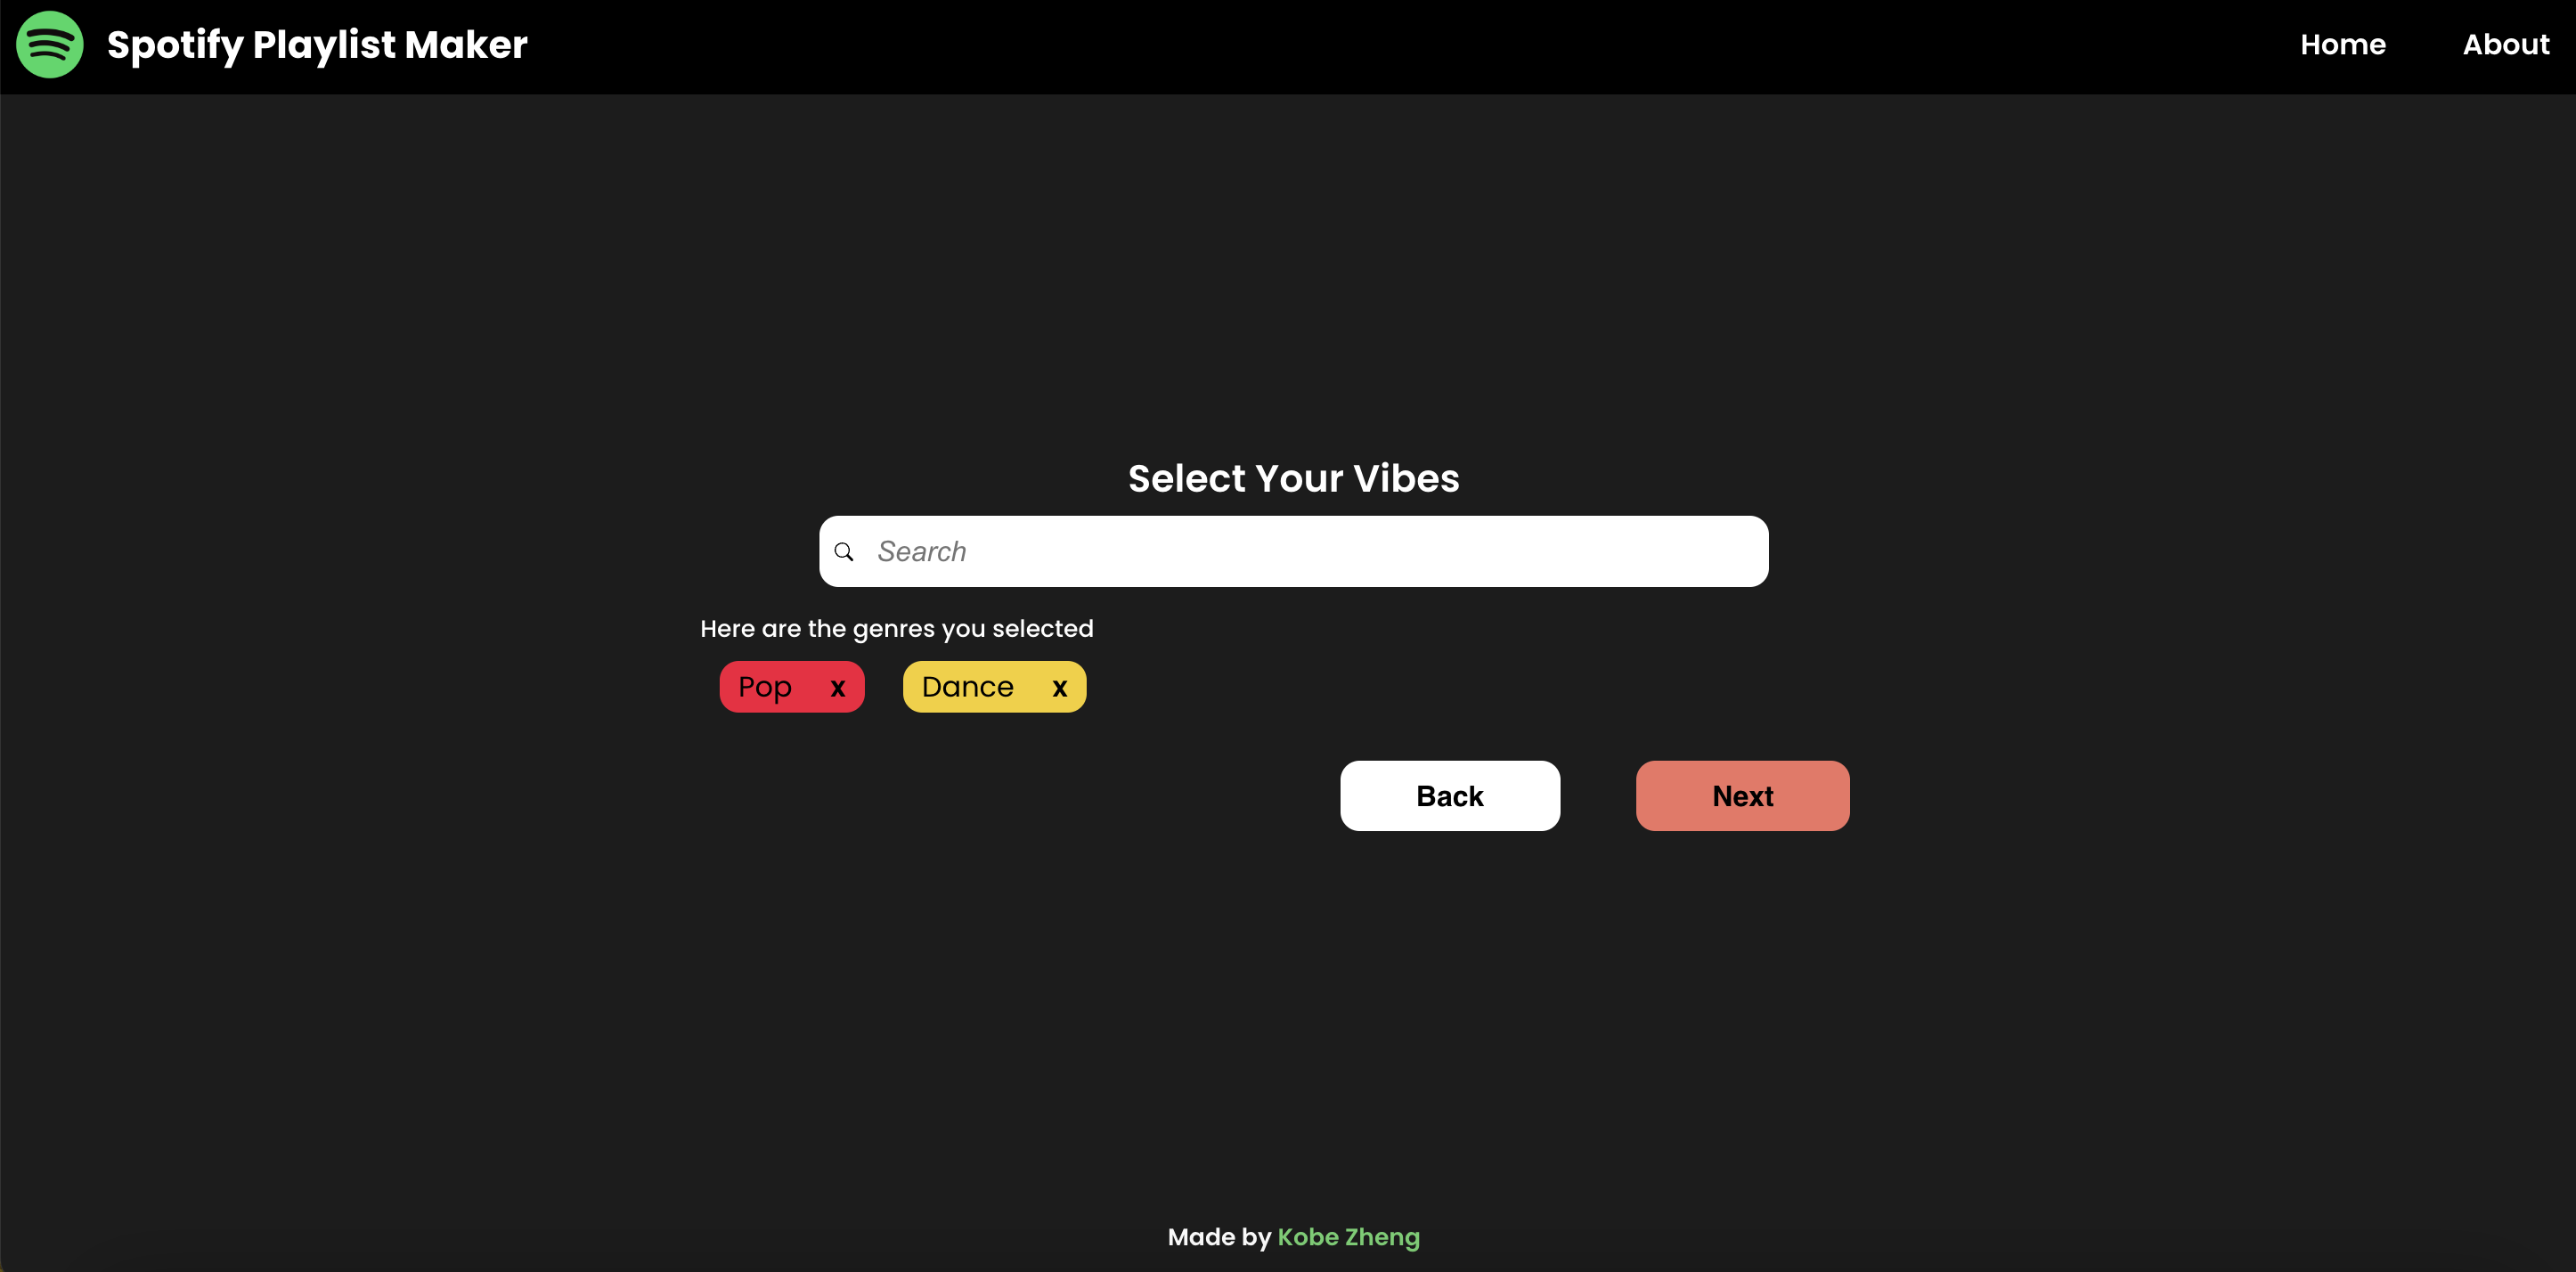 Spotify Playlist Maker
Home
About
Select Your Vibes
Search
Here are the genres you selected
Pop x
Dance x
Back
Next
Made by Kobe Zheng